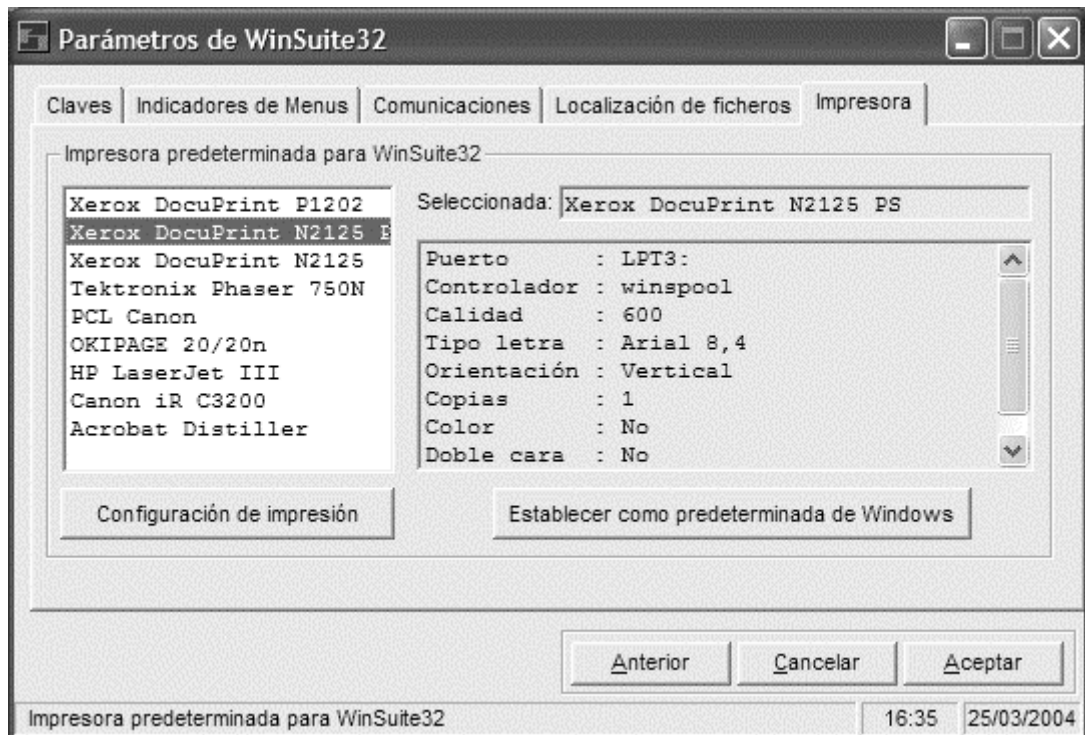 Parámetros de WinSuite32
Claves Indicadores de Menus Comunicaciones Localización de ficheros Impresora
Impresora predeterminada para WinSuite32
Xerox DocuPrint P1202
Xerox DocuPrint N2125 P
Xerox DocuPrint N2125
Tektronix Phaser 750N
PCL Canon
OKIPAGE 20/20n
HP LaserJet III
Canon iR C3200
Acrobat Distiller
Seleccionada: Xerox DocuPrint N2125 PS
Puerto : LPT3:
Controlador : winspool
Calidad : 600
Tipo letra : Arial 8,4
Orientación : Vertical
Copias : 1
Color : No
Doble cara : No
Configuración de impresión Establecer como predeterminada de Windows
Anterior Cancelar Aceptar
Impresora predeterminada para WinSuite32 16:35 25/03/2004